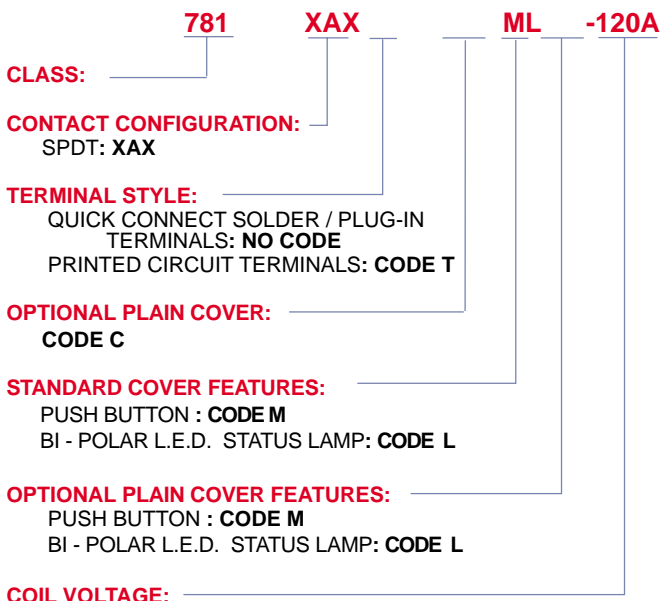 781 XAX ML -120A
CLASS:
CONTACT CONFIGURATION:
SPDT: XAX
TERMINAL STYLE:
QUICK CONNECT SOLDER / PLUG-IN
TERMINALS: NO CODE
PRINTED CIRCUIT TERMINALS: CODE T
OPTIONAL PLAIN COVER:
CODE C
STANDARD COVER FEATURES:
PUSH BUTTON : CODE M
BI - POLAR L.E.D. STATUS LAMP: CODE L
OPTIONAL PLAIN COVER FEATURES:
PUSH BUTTON : CODE M
BI - POLAR L.E.D. STATUS LAMP: CODE L
COIL VOLTAGE: